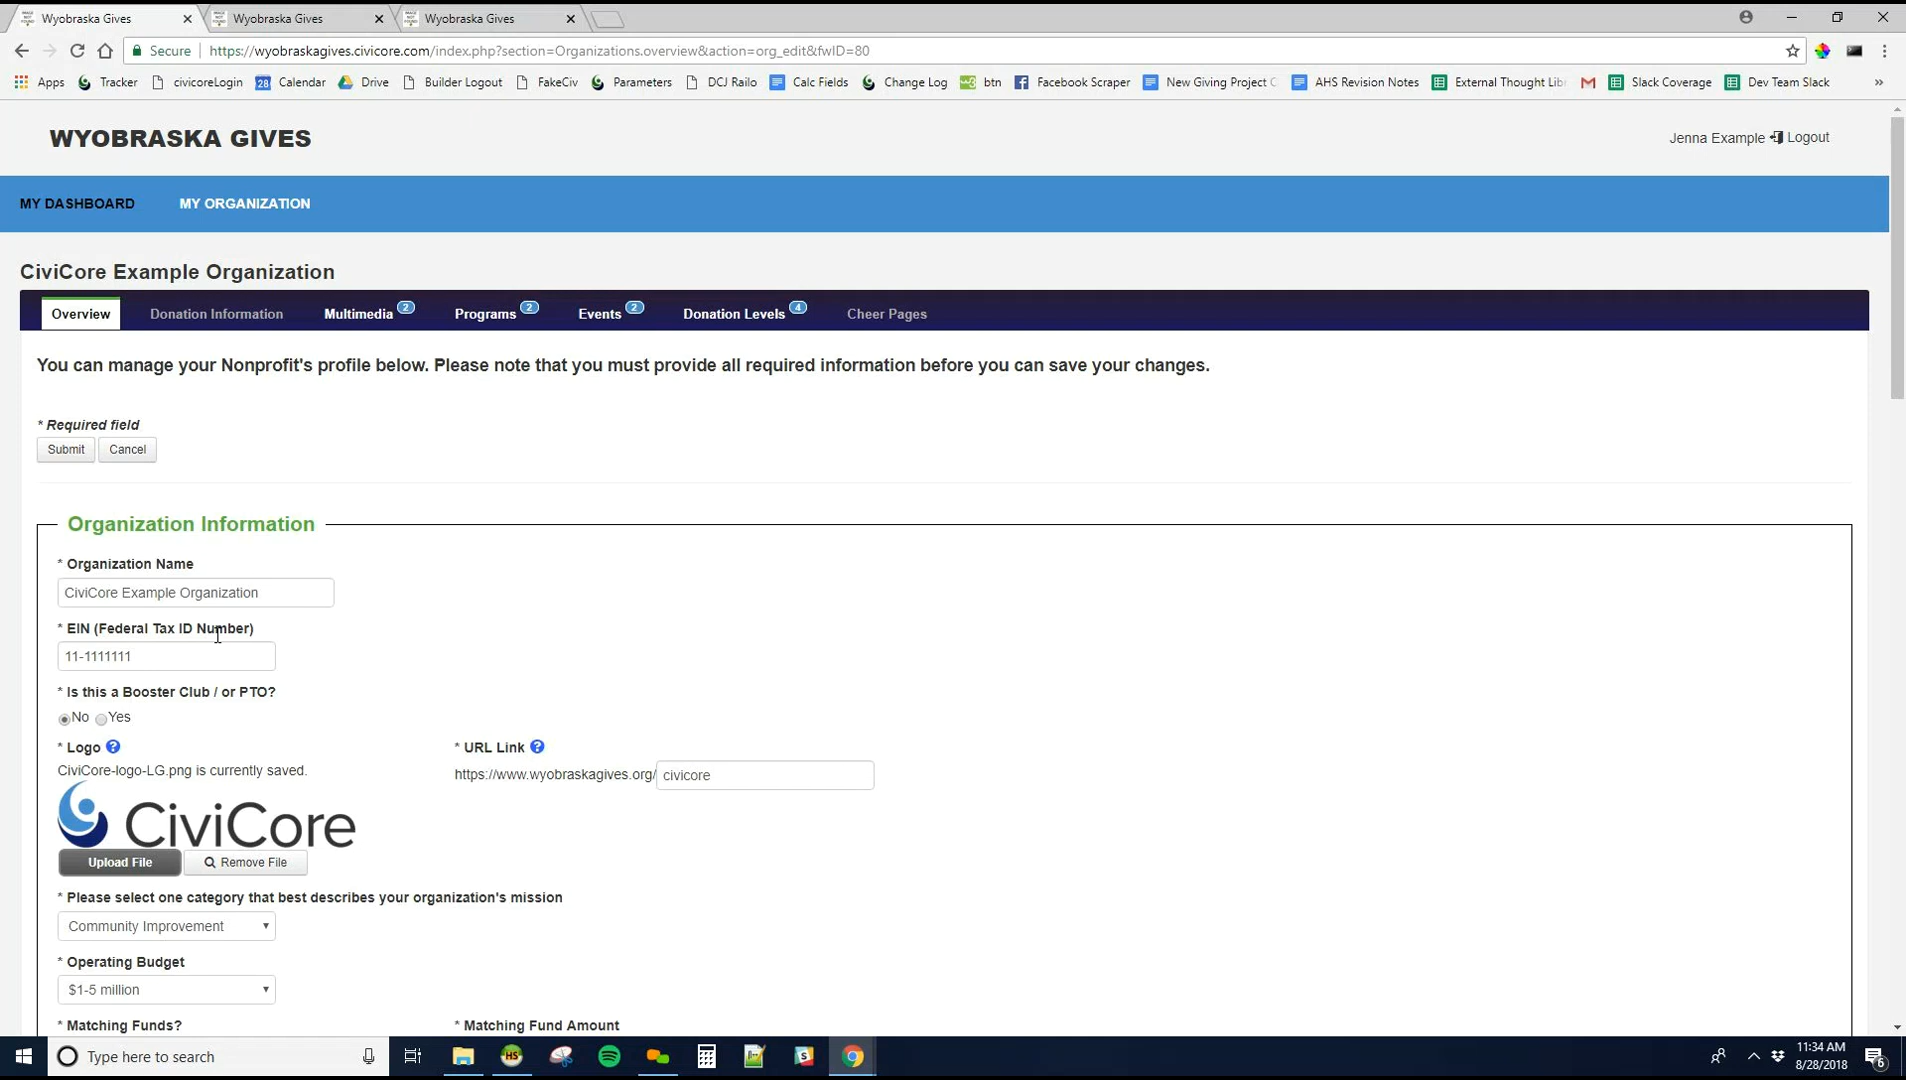 Wyobraska Gives
Wyobraska Gives
Wyobraska Gives
Secure https://wyobraskagives.civicore.com/index.php?section=Organizations.overview&action=org_edit&fwID=80
Apps Tracker civicoreLogin 28 Calendar Drive Builder Logout FakeCiv Parameters DCJ Railo Calc Fields Change Log btn Facebook Scraper New Giving Project AHS Revision Notes External Thought Lib Slack Coverage Dev Team Slack »
WYOBRASKA GIVES
Jenna Example Logout
MY DASHBOARD MY ORGANIZATION
CiviCore Example Organization
Overview Donation Information Multimedia 2 Programs 2 Events 2 Donation Levels 4 Cheer Pages
You can manage your Nonprofit's profile below. Please note that you must provide all required information before you can save your changes.
* Required field
Submit Cancel
Organization Information
* Organization Name
CiviCore Example Organization
* EIN (Federal Tax ID Number)
11-1111111
* Is this a Booster Club / or PTO?
No Yes
* Logo ? * URL Link ?
CiviCore-logo-LG.png is currently saved. https://www.wyobraskagives.org/ civicore
CiviCore
Upload File Remove File
* Please select one category that best describes your organization's mission
Community Improvement
* Operating Budget
$1-5 million
* Matching Funds? * Matching Fund Amount
Type here to search
HS
S
11:34 AM
8/28/2018
6